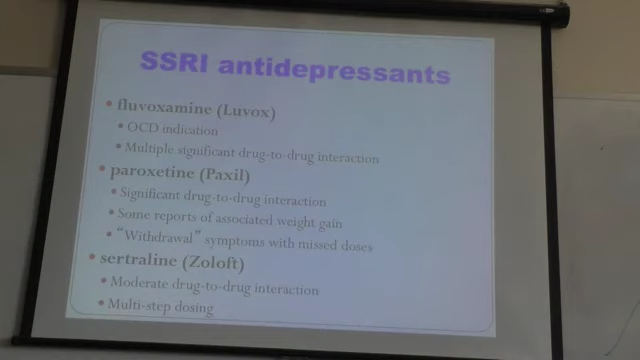 SSRI antidepressants
• fluvoxamine (Luvox)
• OCD indication
• Multiple significant drug-to-drug interaction
• paroxetine (Paxil)
• Significant drug-to-drug interaction
• Some reports of associated weight gain
• “Withdrawal” symptoms with missed doses
• sertraline (Zoloft)
• Moderate drug-to-drug interaction
• Multi-step dosing